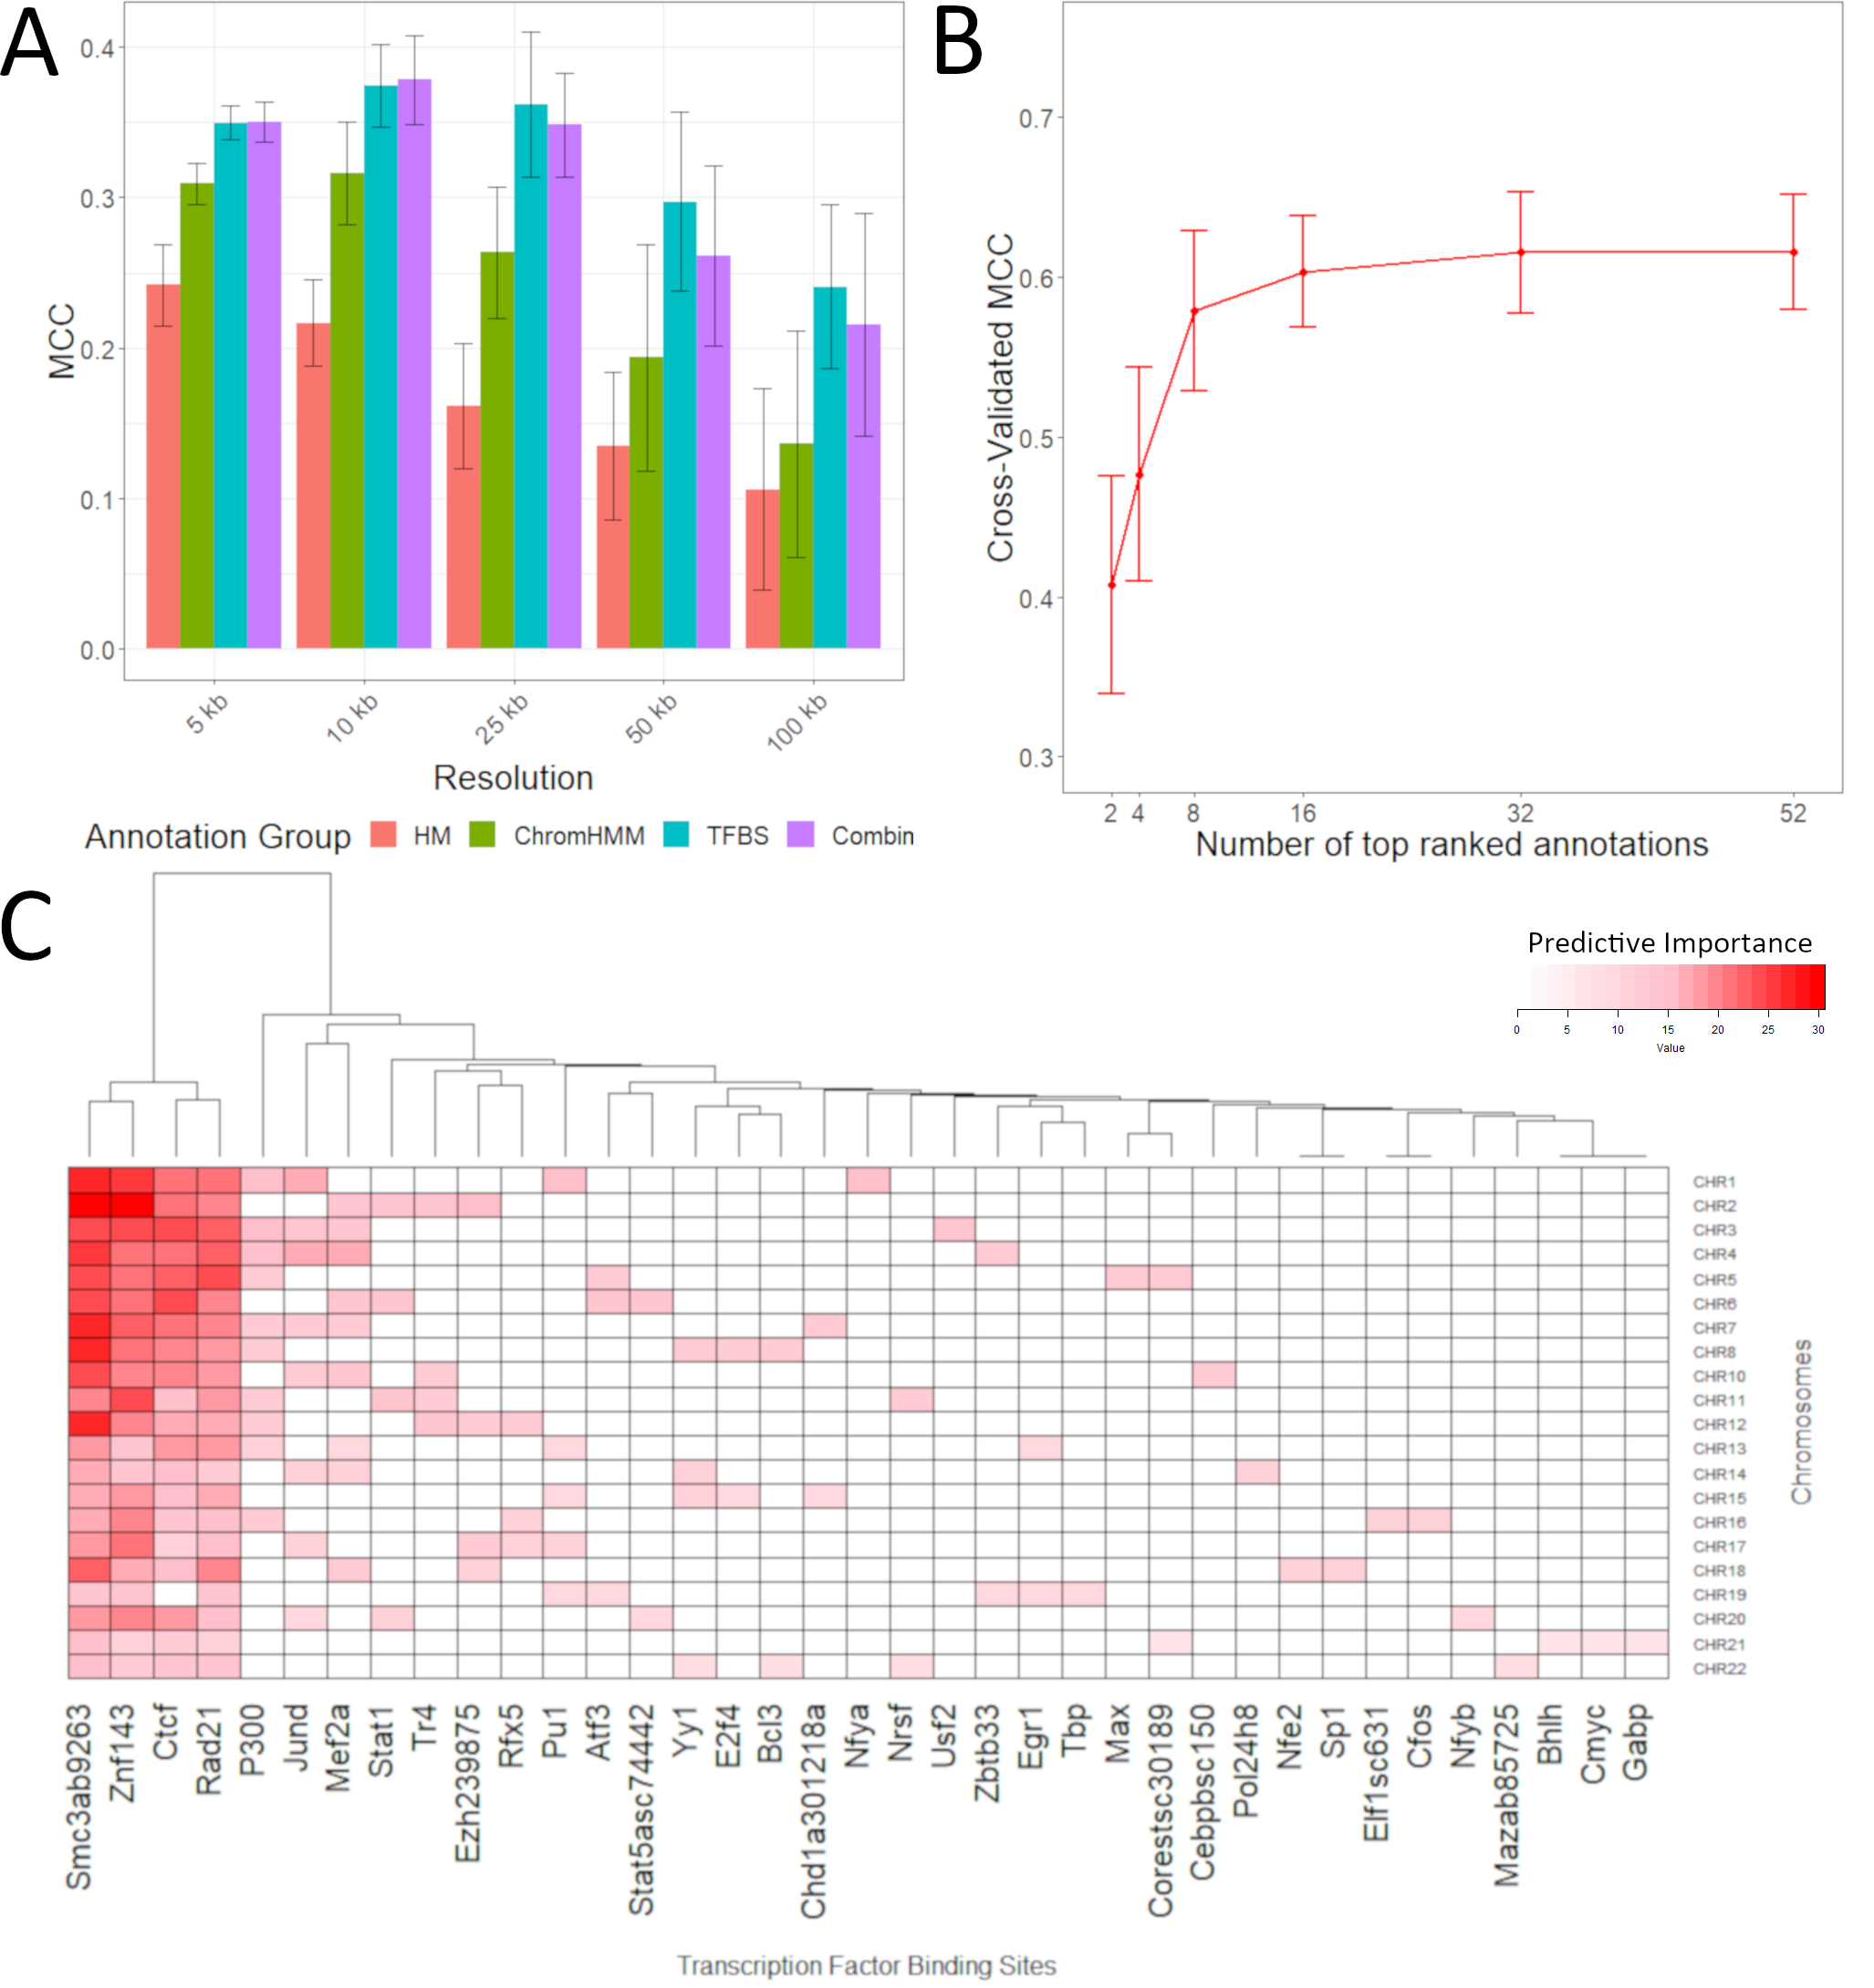 A
0.4
0.3
0.2
0.1
0.0
MCC
5 kb
10 kb
25 kb
50 kb
100 kb
Resolution
Annotation Group HM ChromHMM TFBS Combin
B
0.7
0.6
0.5
0.4
0.3
Cross-Validated MCC
2 4 8 16 32 52
Number of top ranked annotations
C
Predictive Importance
0 5 10 15 20 25 30
Value
CHR1
CHR2
CHR3
CHR4
CHR5
CHR6
CHR7
CHR8
CHR10
CHR11
CHR12
CHR13
CHR14
CHR15
CHR16
CHR17
CHR18
CHR19
CHR20
CHR21
CHR22
Chromosomes
Smc3ab9263
Znf143
Ctcf
Rad21
P300
Jund
Mef2a
Stat1
Tr4
Ezh239875
Rfx5
Pu1
Atf3
Stat5asc74442
Yy1
E2f4
Bcl3
Chd1a301218a
Nfya
Nrsf
Usf2
Zbtb33
Egr1
Tbp
Max
Corestsc30189
Cebpbsc150
Pol24h8
Nfe2
Sp1
Elf1sc631
Cfos
Nfyb
Mazab85725
Bhlh
Cmyc
Gabp
Transcription Factor Binding Sites